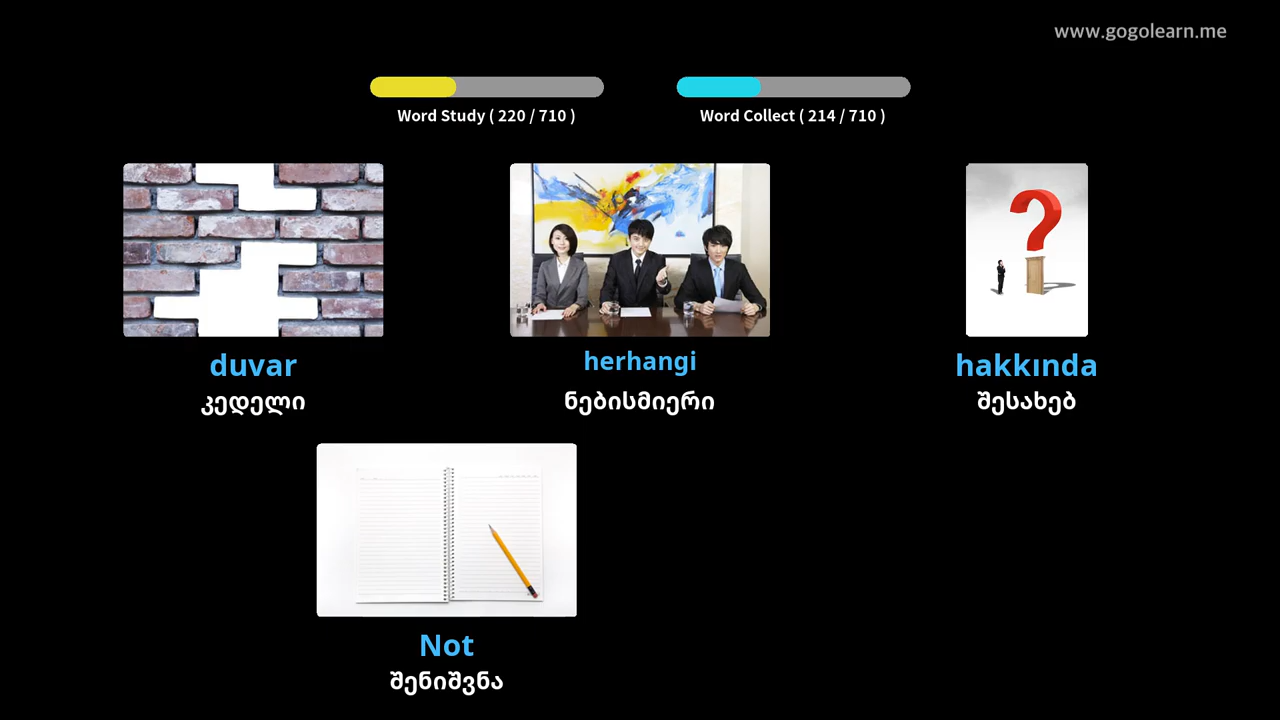 www.gogolearn.me
Word Study ( 220 / 710 )
Word Collect ( 214 / 710 )
duvar
კედელი
herhangi
ნებისმიერი
hakkında
შესახებ
Not
შენიშვნა